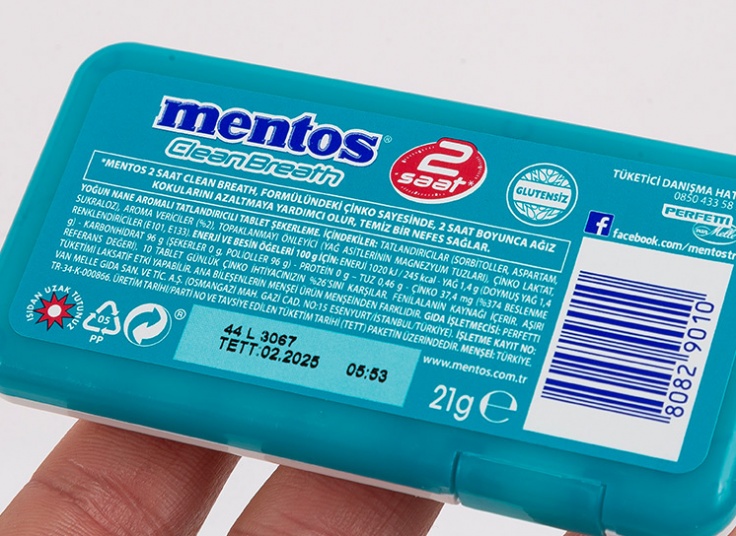 mentos®
CleanBreath
2
saat*
GLUTENSİZ
*MENTOS 2 SAAT CLEAN BREATH, FORMÜLÜNDEKİ ÇİNKO SAYESİNDE, 2 SAAT BOYUNCA AĞIZ
KOKULARINI AZALTMAYA YARDIMCI OLUR, TEMİZ BİR NEFES SAĞLAR.
YOĞUN NANE AROMALI TATLANDIRICILI TABLET ŞEKERLEME. İÇİNDEKİLER: TATLANDIRICILAR (SORBİTOLLER, ASPARTAM,
SUKRALOZ), AROMA VERİCİLER (%2), TOPAKLANMAYI ÖNLEYİCİ (YAĞ ASİTLERİNİN MAGNEZYUM TUZLARI), ÇİNKO LAKTAT,
RENKLENDİRİCİLER (E101, E133). ENERJİ VE BESİN ÖĞELERİ 100g İÇİN: ENERJİ 1020 kJ / 245 kcal - YAĞ 1,4 g (DOYMUŞ YAĞ 1,4
g) - KARBONHİDRAT 96 g (ŞEKERLER 0 g, POLİOLLER 96 g) - PROTEİN 0 g – TUZ 0,46 g - ÇİNKO 37,4 mg (%374 BESLENME
REFERANS DEĞERİ). 10 TABLET GÜNLÜK ÇİNKO İHTİYACINIZIN %26'SINI KARŞILAR. FENİLALANİN KAYNAĞI İÇERİR. AŞIRI
TÜKETİMİ LAKSATİF ETKİ YAPABİLİR. ANA BİLEŞENLERİN MENŞEİ ÜRÜN MENŞEİNDEN FARKLIDIR. GIDA İŞLETMECİSİ: PERFETTI
VAN MELLE GIDA SAN. VE TİC. A.Ş. (OSMANGAZİ MAH. GAZİ CAD. NO:15 ESENYURT/İSTANBUL/TÜRKİYE). İŞLETME KAYIT NO:
TR-34-K-000866. ÜRETİM TARİHİ/PARTİ NO VE TAVSİYE EDİLEN TÜKETİM TARİHİ (TETT) PAKETİN ÜZERİNDEDİR. MENŞEİ: TÜRKİYE.
TÜKETİCİ DANIŞMA HAT
0850 433 58
PERFETTI
facebook.com/mentostr
ISIDAN UZAK TUTUNUZ
05
PP
®
44 L 3067
TETT:02.2025 05:53
www.mentos.com.tr
21g ℮
8082 9010